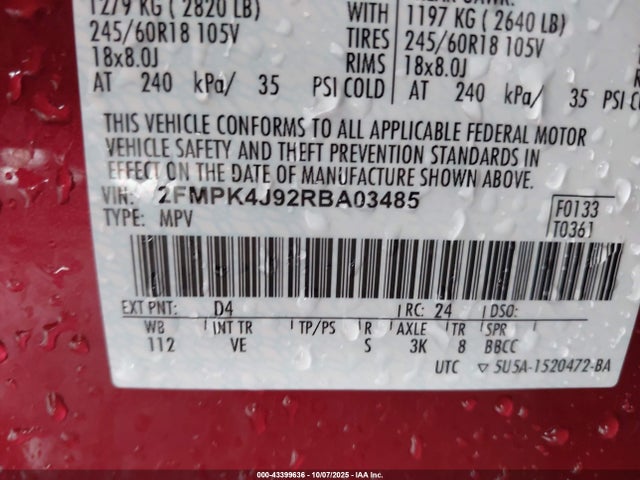 1279 KG ( 2820 LB) WITH 1197 KG ( 2640 LB)
245/60R18 105V TIRES 245/60R18 105V
18x8.0J RIMS 18x8.0J
AT 240 kPa/ 35 PSI COLD AT 240 kPa/ 35 PSI
THIS VEHICLE CONFORMS TO ALL APPLICABLE FEDERAL MOTOR
VEHICLE SAFETY AND THEFT PREVENTION STANDARDS IN
EFFECT ON THE DATE OF MANUFACTURE SHOWN ABOVE.
VIN: 2FMPK4J92RBA03485 F0133
TYPE: MPV T0361
EXT PNT: D4 RC: 24 DSO:
WB INT TR TP/PS R AXLE TR SPR
112 VE S 3K 8 BBCC
UTC ▽ 5U5A-1520472-BA
000-43399636 - 10/07/2025 - IAA Inc.